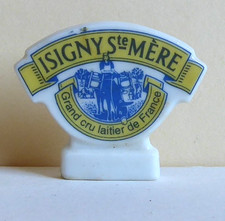 ISIGNY Ste MÈRE
Grand cru laitier de France